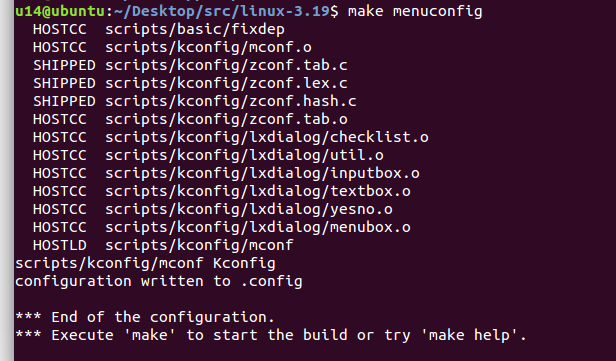 u14@ubuntu:~/Desktop/src/linux-3.19$ make menuconfig
  HOSTCC  scripts/basic/fixdep
  HOSTCC  scripts/kconfig/mconf.o
  SHIPPED scripts/kconfig/zconf.tab.c
  SHIPPED scripts/kconfig/zconf.lex.c
  SHIPPED scripts/kconfig/zconf.hash.c
  HOSTCC  scripts/kconfig/zconf.tab.o
  HOSTCC  scripts/kconfig/lxdialog/checklist.o
  HOSTCC  scripts/kconfig/lxdialog/util.o
  HOSTCC  scripts/kconfig/lxdialog/inputbox.o
  HOSTCC  scripts/kconfig/lxdialog/textbox.o
  HOSTCC  scripts/kconfig/lxdialog/yesno.o
  HOSTCC  scripts/kconfig/lxdialog/menubox.o
  HOSTLD  scripts/kconfig/mconf
scripts/kconfig/mconf Kconfig
configuration written to .config

*** End of the configuration.
*** Execute 'make' to start the build or try 'make help'.